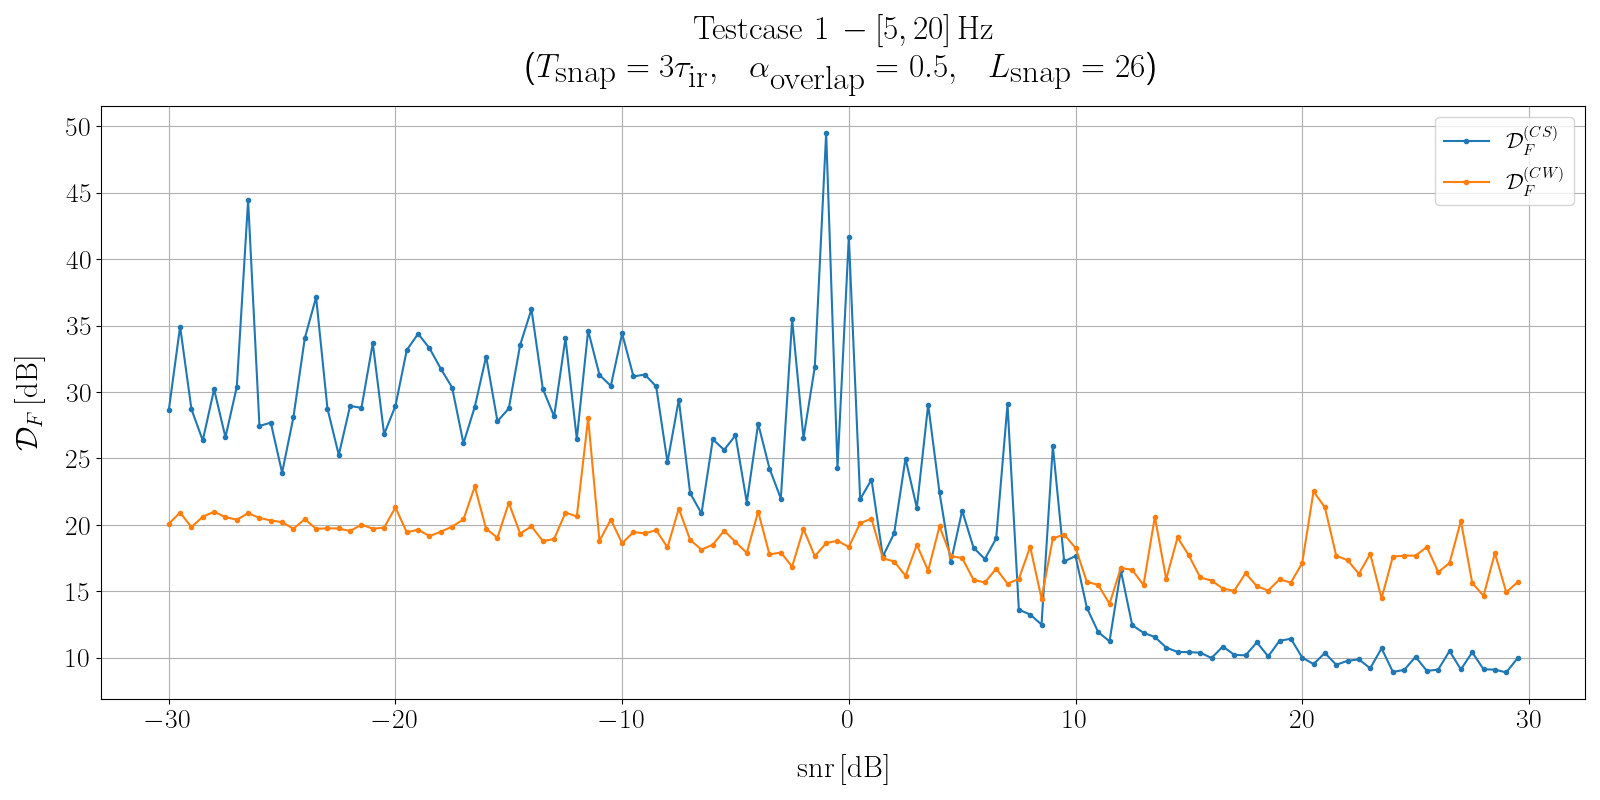 Testcase 1 − [5, 20] Hz
(T_snap = 3τ_ir, α_overlap = 0.5, L_snap = 26)
𝒟_F^(CS)
𝒟_F^(CW)
𝒟_F [dB]
50
45
40
35
30
25
20
15
10
−30 −20 −10 0 10 20 30
snr [dB]